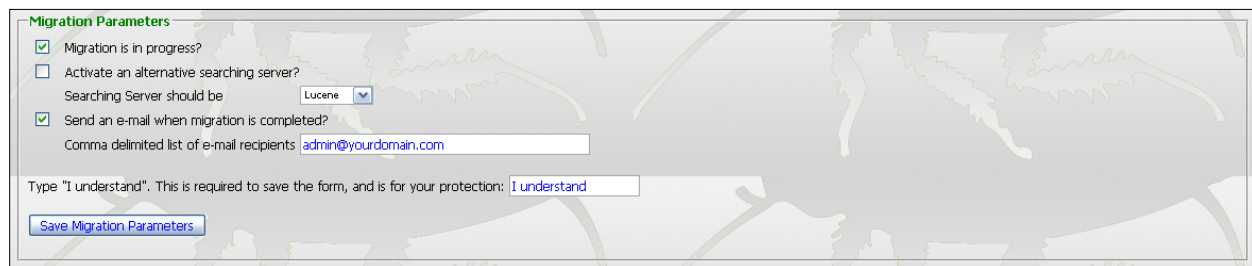 Migration Parameters
Migration is in progress?
Activate an alternative searching server?
Searching Server should be Lucene
Send an e-mail when migration is completed?
Comma delimited list of e-mail recipients admin@yourdomain.com
Type "I understand". This is required to save the form, and is for your protection: I understand
Save Migration Parameters